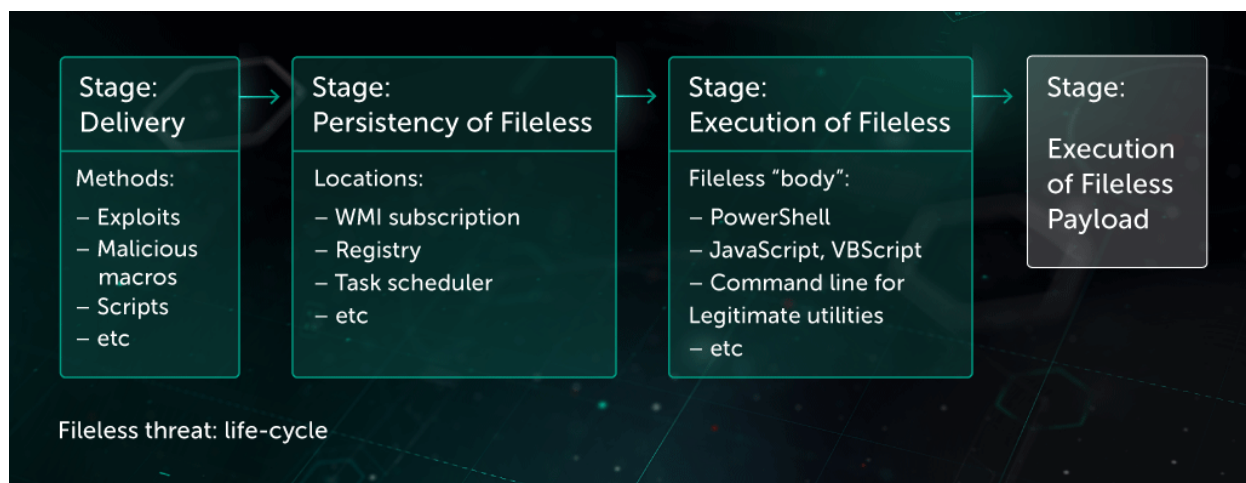 Stage:
Delivery
Methods:
– Exploits
– Malicious
macros
– Scripts
– etc
Stage:
Persistency of Fileless
Locations:
– WMI subscription
– Registry
– Task scheduler
– etc
Stage:
Execution of Fileless
Fileless “body”:
– PowerShell
– JavaScript, VBScript
– Command line for
Legitimate utilities
– etc
Stage:
Execution
of Fileless
Payload
Fileless threat: life-cycle